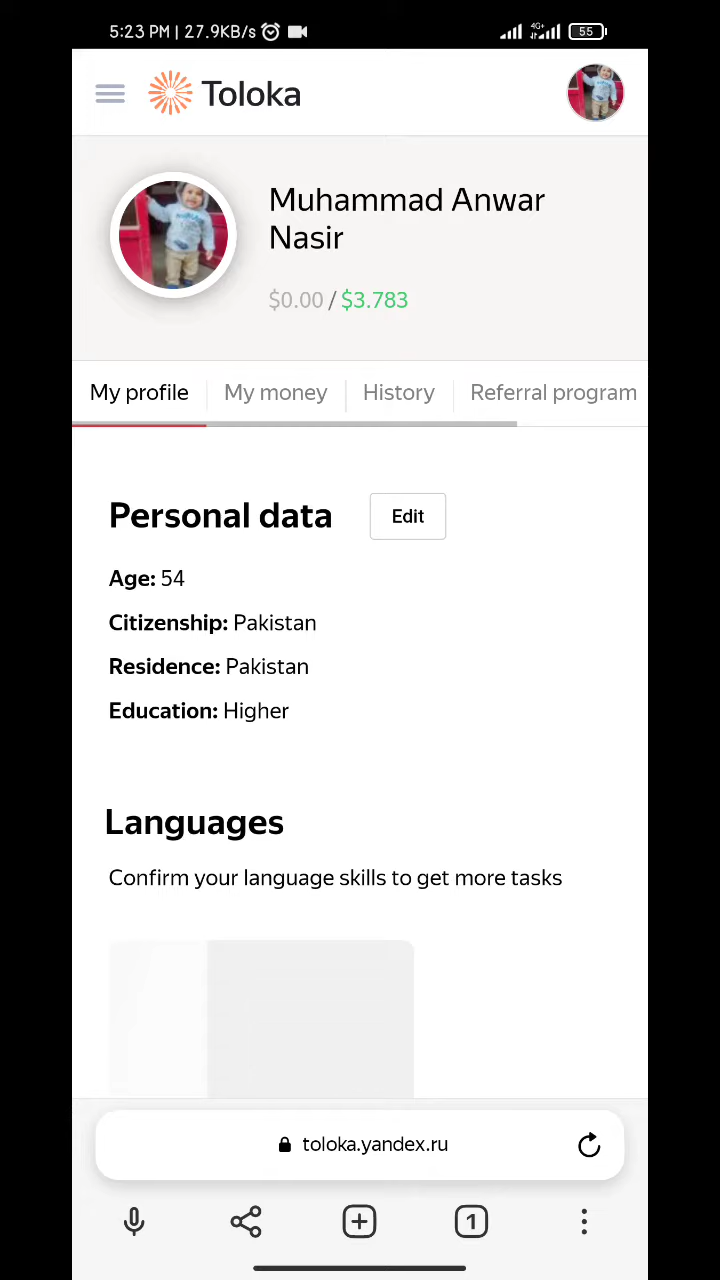 5:23 PM | 27.9KB/s
4G+
55
Toloka
Muhammad Anwar
Nasir
$0.00 / $3.783
My profile
My money
History
Referral program
Personal data
Edit
Age: 54
Citizenship: Pakistan
Residence: Pakistan
Education: Higher
Languages
Confirm your language skills to get more tasks
toloka.yandex.ru
1